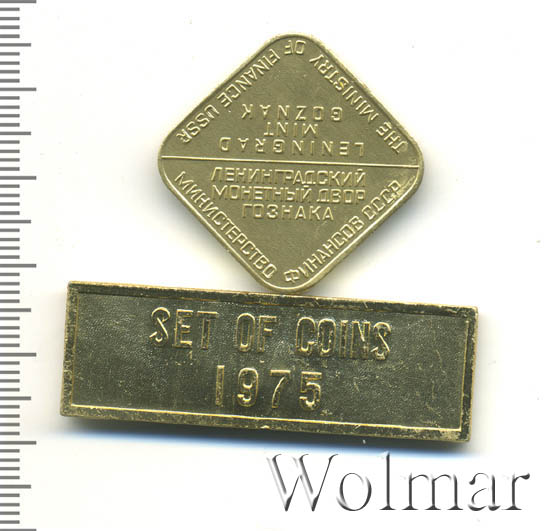 THE MINISTRY OF FINANCE USSR
LENINGRAD
MINT
GOZNAK
ЛЕНИНГРАДСКИЙ
МОНЕТНЫЙ ДВОР
ГОЗНАКА
МИНИСТЕРСТВО ФИНАНСОВ СССР
SET OF COINS
1975
Wolmar